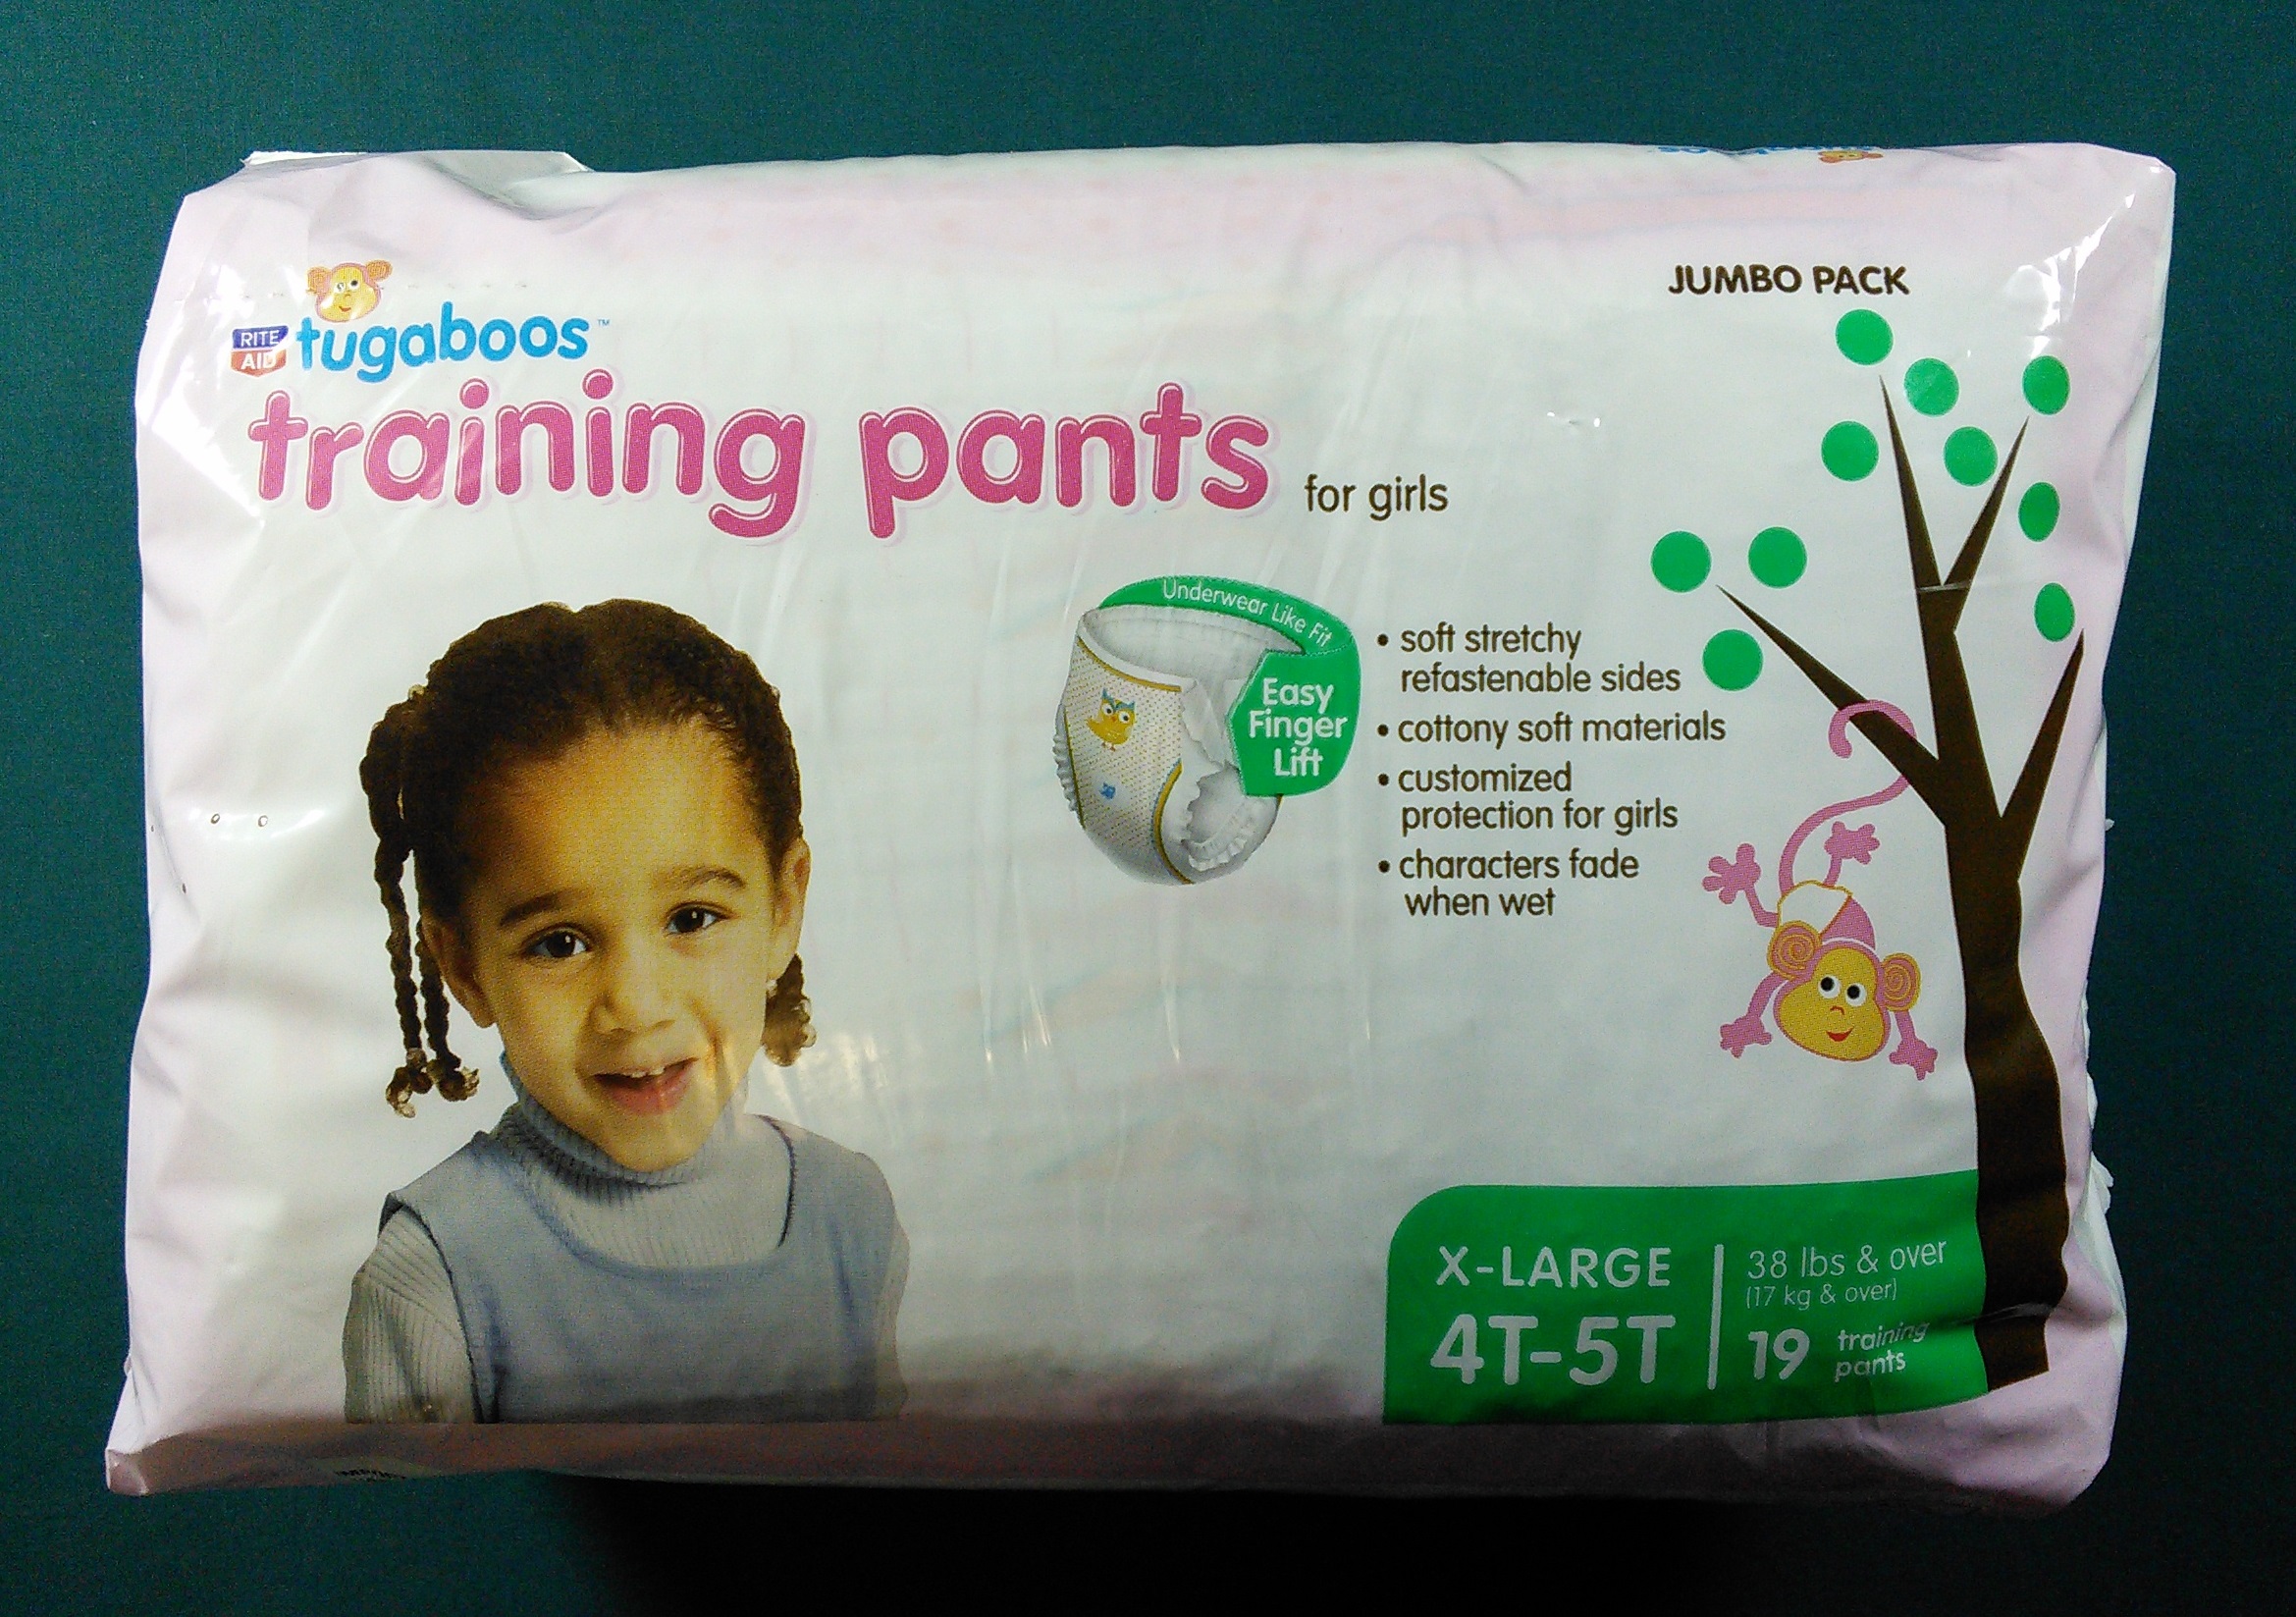 JUMBO PACK
RITE
AID
tugaboos™
training pants for girls
Underwear Like Fit
Easy
Finger
Lift
• soft stretchy
refastenable sides
• cottony soft materials
• customized
protection for girls
• characters fade
when wet
X-LARGE
4T-5T
38 lbs & over
(17 kg & over)
19 training
pants